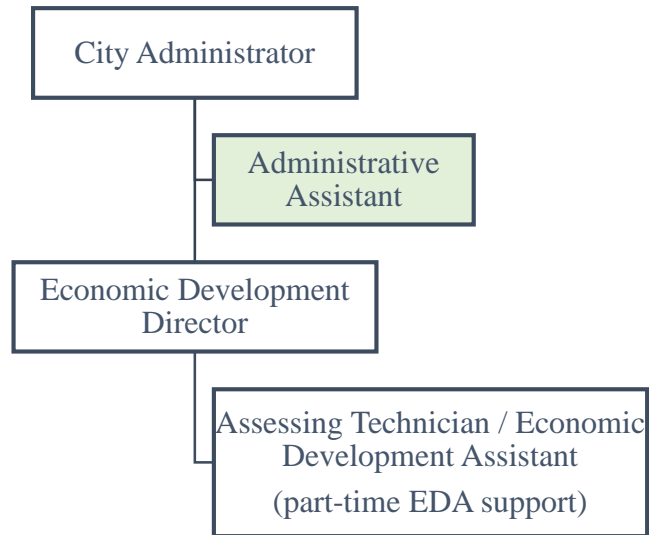 City Administrator
Administrative
Assistant
Economic Development
Director
Assessing Technician / Economic
Development Assistant
(part-time EDA support)